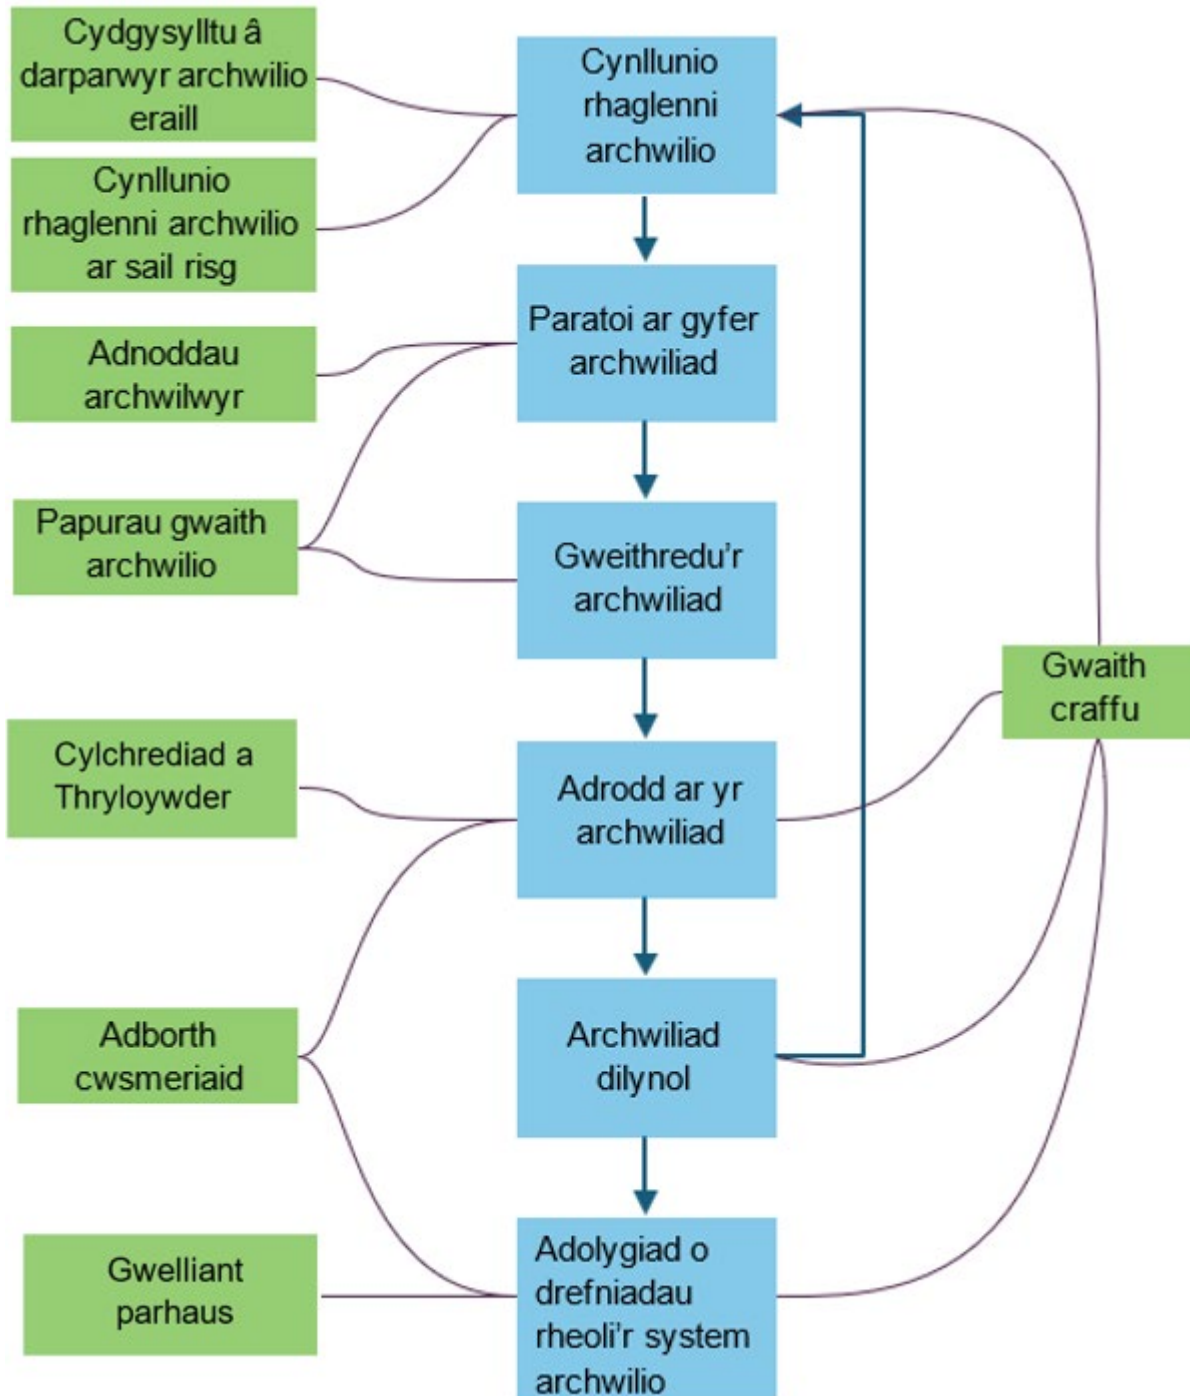 Cydgysylltu â
darparwyr archwilio
eraill
Cynllunio
rhaglenni archwilio
ar sail risg
Adnoddau
archwilwyr
Papurau gwaith
archwilio
Cylchrediad a
Thryloywder
Adborth
cwsmeriaid
Gwelliant
parhaus
Cynllunio
rhaglenni
archwilio
Paratoi ar gyfer
archwiliad
Gweithredu’r
archwiliad
Adrodd ar yr
archwiliad
Archwiliad
dilynol
Adolygiad o
drefniadau
rheoli’r system
archwilio
Gwaith
craffu